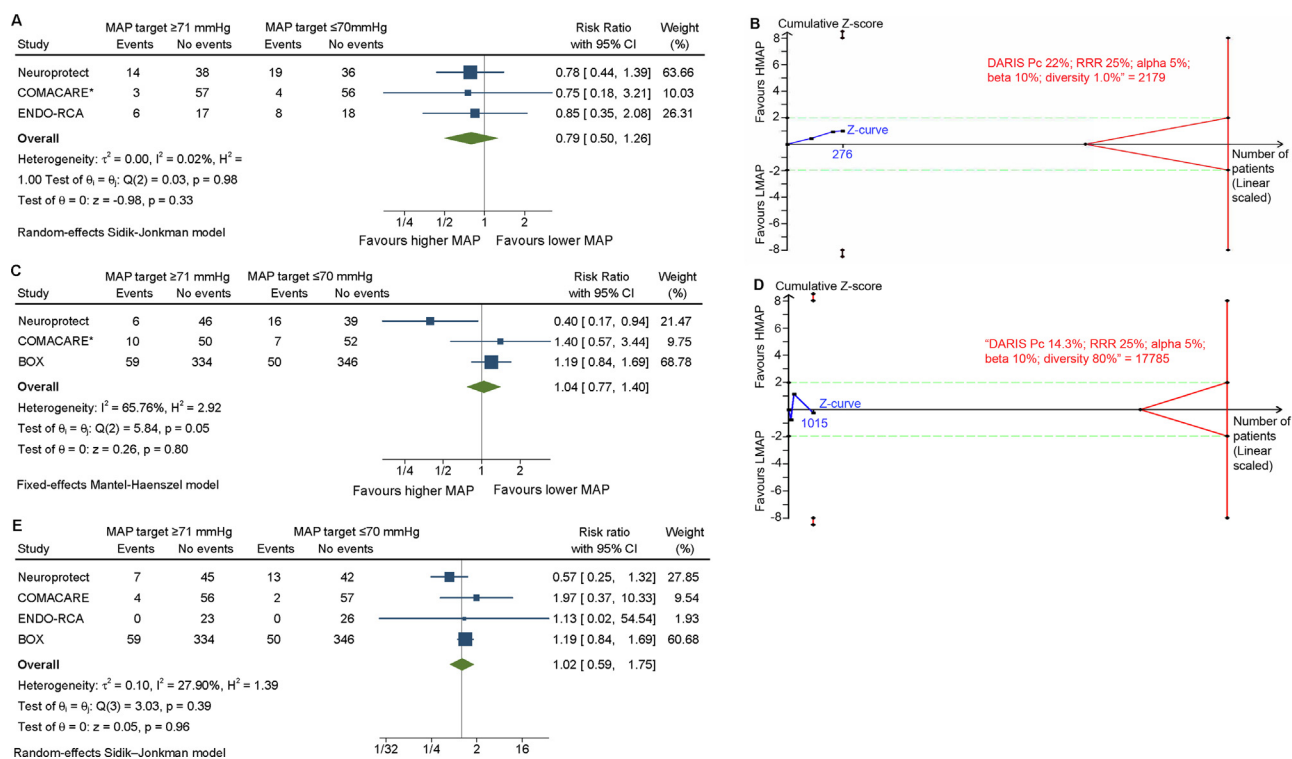 A
MAP target ≥71 mmHg MAP target ≤70mmHg Risk Ratio Weight
Study Events No events Events No events with 95% CI (%)
Neuroprotect 14 38 19 36 0.78 [ 0.44, 1.39] 63.66
COMACARE* 3 57 4 56 0.75 [ 0.18, 3.21] 10.03
ENDO-RCA 6 17 8 18 0.85 [ 0.35, 2.08] 26.31
Overall 0.79 [ 0.50, 1.26]
Heterogeneity: τ² = 0.00, I² = 0.02%, H² =
1.00 Test of θi = θj: Q(2) = 0.03, p = 0.98
Test of θ = 0: z = -0.98, p = 0.33
Random-effects Sidik-Jonkman model
1/4 1/2 1 2
Favours higher MAP Favours lower MAP
B
Cumulative Z-score
8
6
4
2
-2
-4
-6
-8
Favours HMAP
Favours LMAP
DARIS Pc 22%; RRR 25%; alpha 5%;
beta 10%; diversity 1.0%” = 2179
Z-curve
276
Number of
patients
(Linear
scaled)
C
MAP target ≥71 mmHg MAP target ≤70 mmHg Risk Ratio Weight
Study Events No events Events No events with 95% CI (%)
Neuroprotect 6 46 16 39 0.40 [ 0.17, 0.94] 21.47
COMACARE* 10 50 7 52 1.40 [ 0.57, 3.44] 9.75
BOX 59 334 50 346 1.19 [ 0.84, 1.69] 68.78
Overall 1.04 [ 0.77, 1.40]
Heterogeneity: I² = 65.76%, H² = 2.92
Test of θi = θj: Q(2) = 5.84, p = 0.05
Test of θ = 0: z = 0.26, p = 0.80
Fixed-effects Mantel-Haenszel model
1/4 1/2 1 2
Favours higher MAP Favours lower MAP
D
Cumulative Z-score
8
6
4
2
-2
-4
-6
-8
Favours HMAP
Favours LMAP
“DARIS Pc 14.3%; RRR 25%; alpha 5%;
beta 10%; diversity 80%” = 17785
Z-curve
1015
Number of
patients
(Linear
scaled)
E
MAP target ≥71 mmHg MAP target ≤70 mmHg Risk ratio Weight
Study Events No events Events No events with 95% CI (%)
Neuroprotect 7 45 13 42 0.57 [ 0.25, 1.32] 27.85
COMACARE 4 56 2 57 1.97 [ 0.37, 10.33] 9.54
ENDO-RCA 0 23 0 26 1.13 [ 0.02, 54.54] 1.93
BOX 59 334 50 346 1.19 [ 0.84, 1.69] 60.68
Overall 1.02 [ 0.59, 1.75]
Heterogeneity: τ² = 0.10, I² = 27.90%, H² = 1.39
Test of θi = θj: Q(3) = 3.03, p = 0.39
Test of θ = 0: z = 0.05, p = 0.96
Random-effects Sidik–Jonkman model
1/32 1/4 2 16